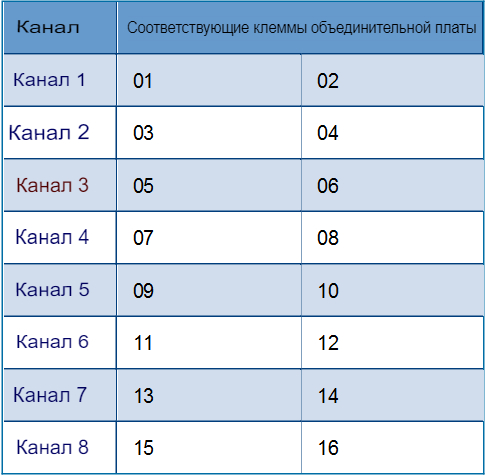 Канал Соответствующие клеммы объединительной платы
Канал 1 01 02
Канал 2 03 04
Канал 3 05 06
Канал 4 07 08
Канал 5 09 10
Канал 6 11 12
Канал 7 13 14
Канал 8 15 16